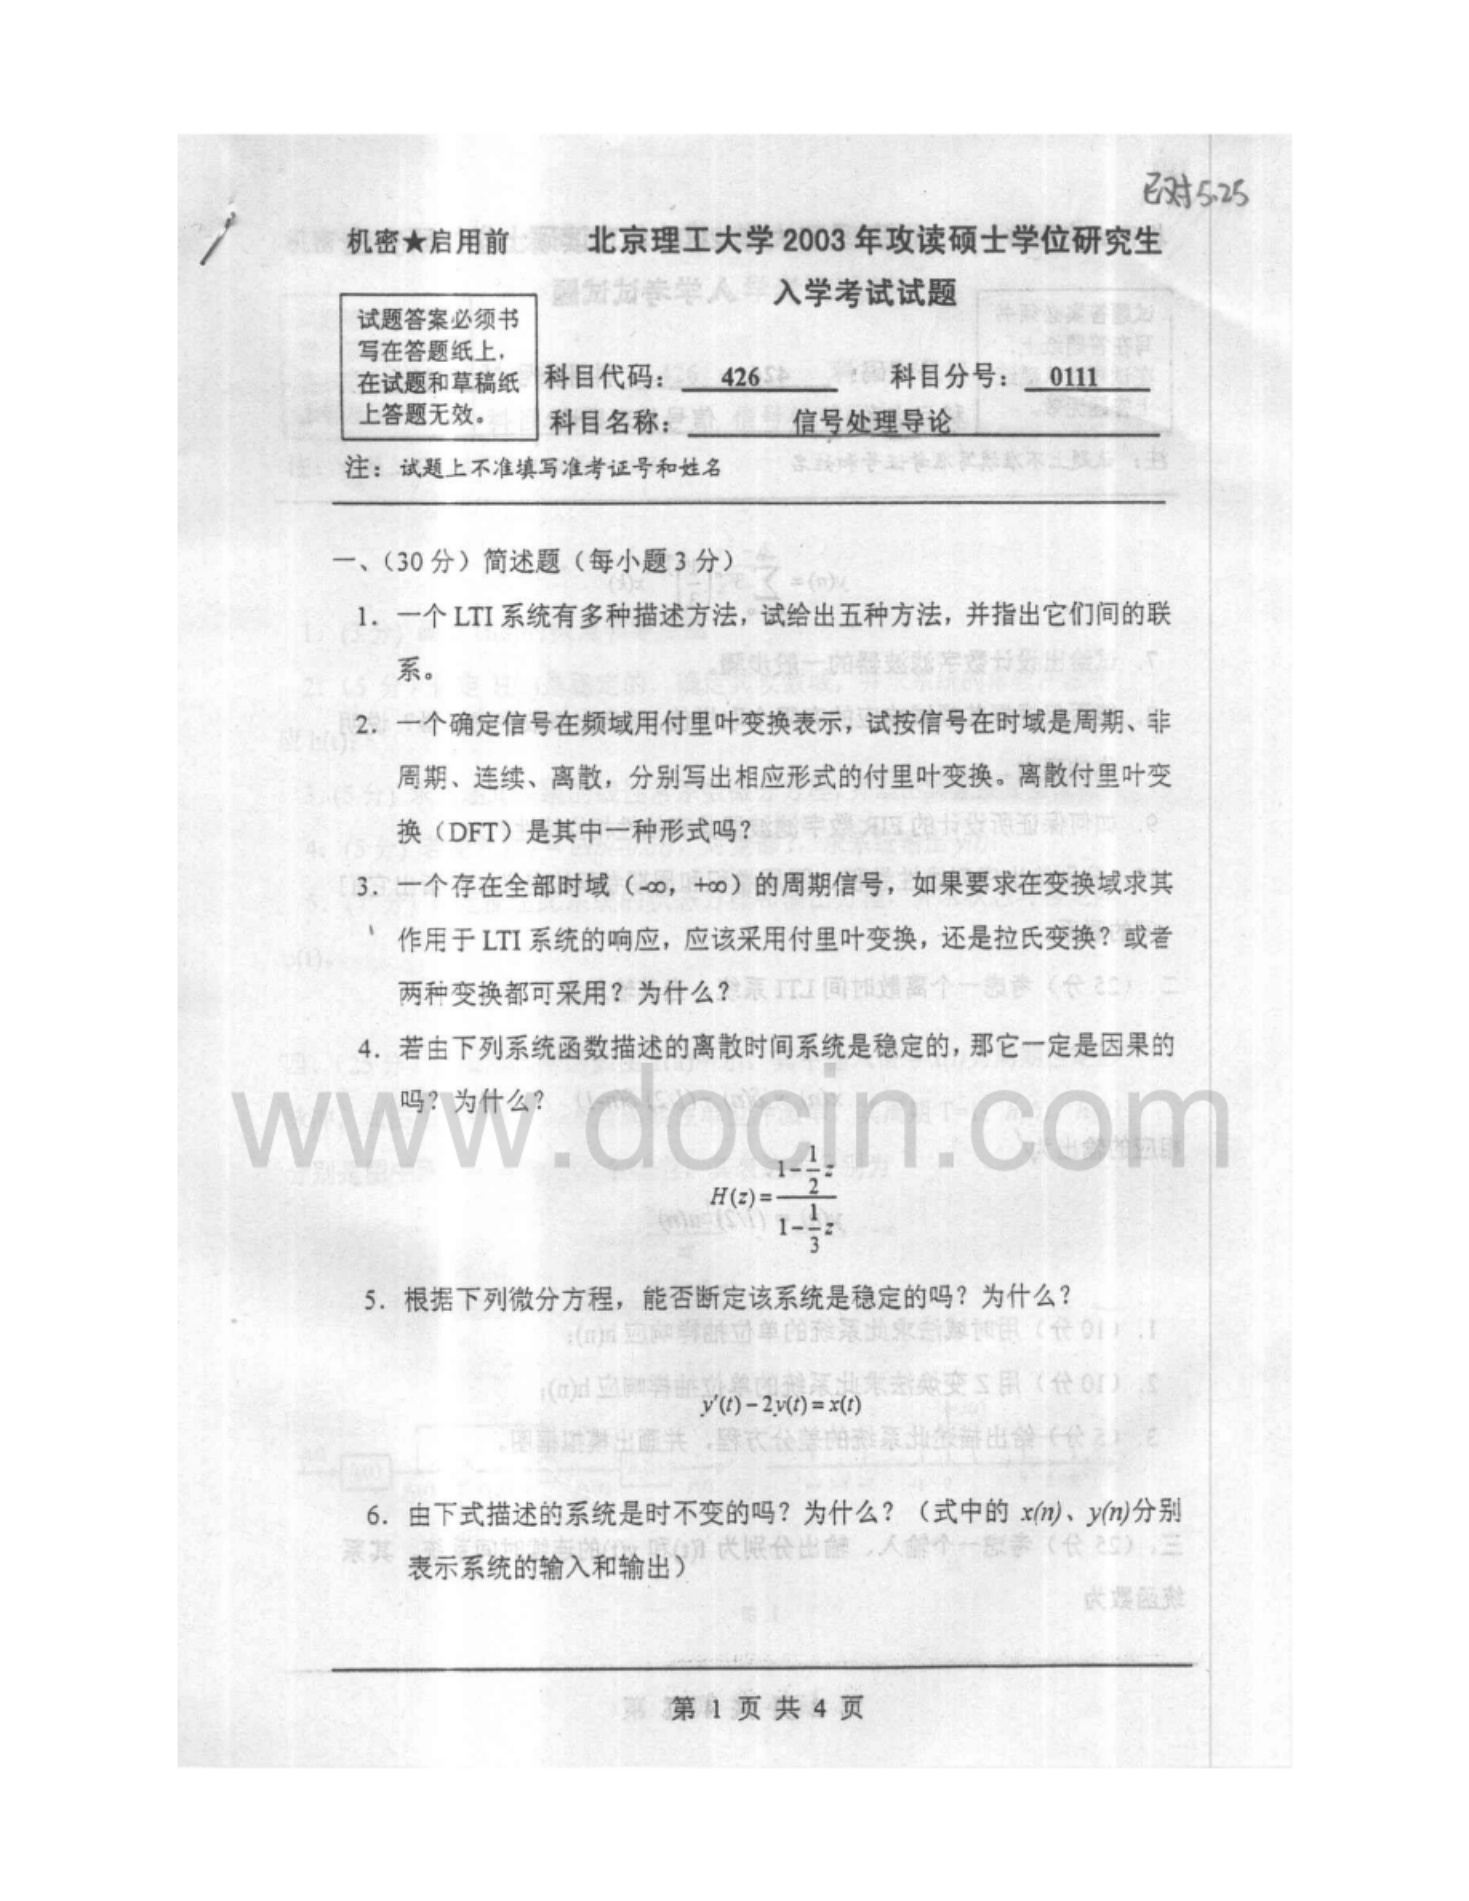 已对5.25
机密★启用前 北京理工大学2003年攻读硕士学位研究生
入学考试试题
试题答案必须书
写在答题纸上,
在试题和草稿纸
上答题无效。
科目代码: 426 科目分号: 0111
科目名称: 信号处理导论
注: 试题上不准填写准考证号和姓名
一、(30分) 简述题(每小题3分)
1. 一个LTI系统有多种描述方法,试给出五种方法,并指出它们间的联
系。
2. 一个确定信号在频域用付里叶变换表示,试按信号在时域是周期、非
周期、连续、离散,分别写出相应形式的付里叶变换。离散付里叶变
换(DFT)是其中一种形式吗?
3. 一个存在全部时域(-∞, +∞)的周期信号,如果要求在变换域求其
作用于LTI系统的响应,应该采用付里叶变换,还是拉氏变换?或者
两种变换都可采用?为什么?
4. 若由下列系统函数描述的离散时间系统是稳定的,那它一定是因果的
吗?为什么?
www.docin.com
H(z)=(1-1/2 z)/(1-1/3 z)
5. 根据下列微分方程,能否断定该系统是稳定的吗?为什么?
y'(t)-2y(t)=x(t)
6. 由下式描述的系统是时不变的吗?为什么?(式中的 x(n)、y(n)分别
表示系统的输入和输出)
第 1 页 共 4 页